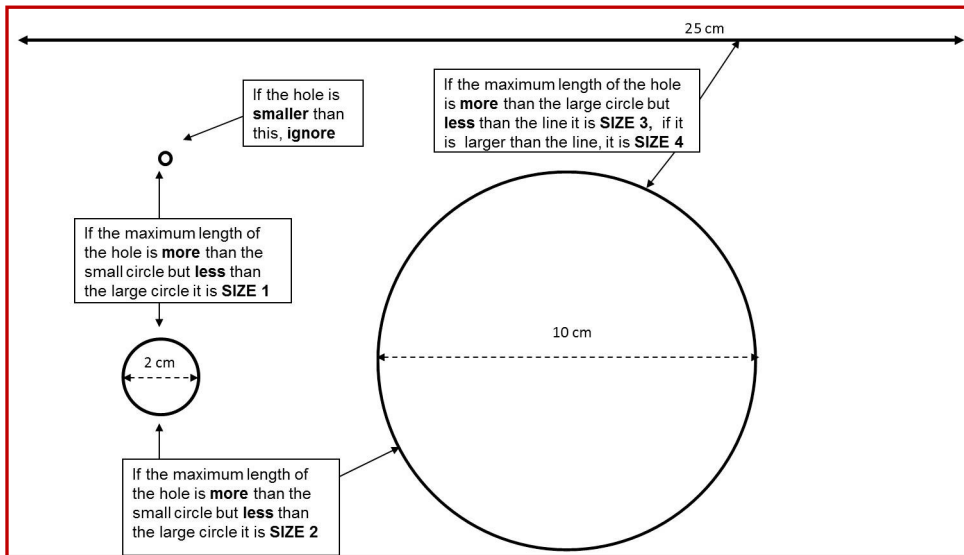 25 cm
If the hole is
smaller than
this, ignore
If the maximum length of the hole
is more than the large circle but
less than the line it is SIZE 3, if it
is larger than the line, it is SIZE 4
If the maximum length of
the hole is more than the
small circle but less than
the large circle it is SIZE 1
2 cm
10 cm
If the maximum length of
the hole is more than the
small circle but less than
the large circle it is SIZE 2